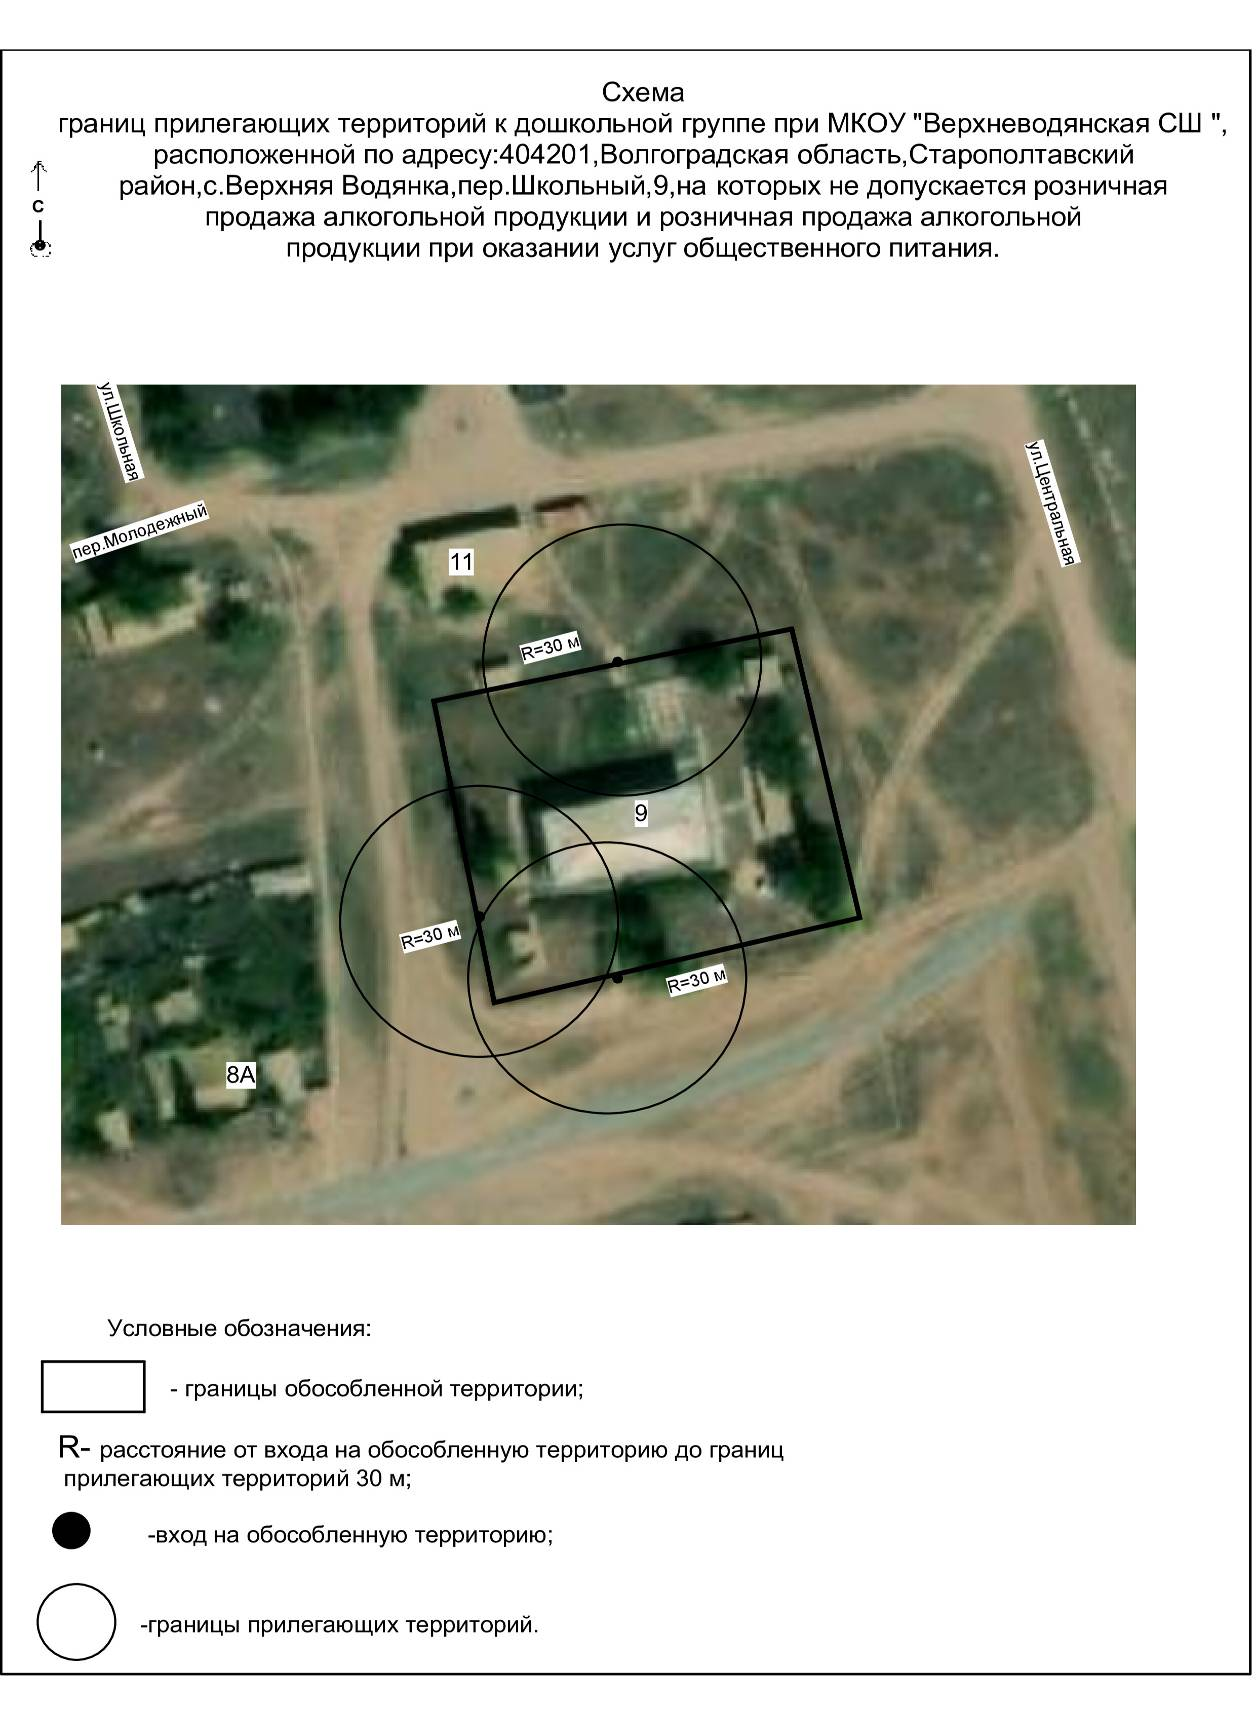 Схема
границ прилегающих территорий к дошкольной группе при МКОУ "Верхневодянская СШ ",
расположенной по адресу:404201,Волгоградская область,Старополтавский
район,с.Верхняя Водянка,пер.Школьный,9,на которых не допускается розничная
продажа алкогольной продукции и розничная продажа алкогольной
продукции при оказании услуг общественного питания.
С
ул.Школьная
пер.Молодежный
ул.Центральная
11
R=30 м
9
R=30 м
R=30 м
8А
Условные обозначения:
- границы обособленной территории;
R- расстояние от входа на обособленную территорию до границ
прилегающих территорий 30 м;
-вход на обособленную территорию;
-границы прилегающих территорий.